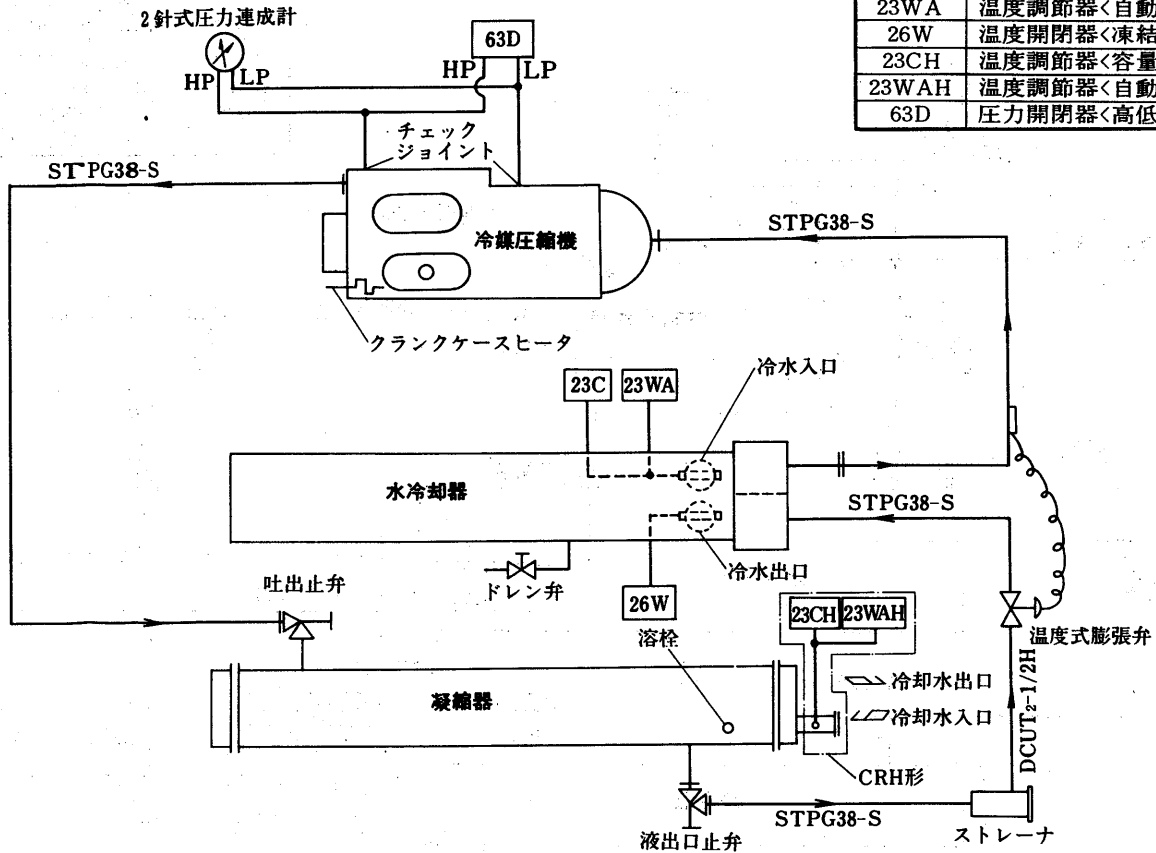 2針式圧力連成計
63D
HP LP
HP LP
23WA 温度調節器<自動
26W 温度開閉器<凍結
23CH 温度調節器<容量
23WAH 温度調節器<自動
63D 圧力開閉器<高低
チェック
ジョイント
STPG38-S
冷媒圧縮機
STPG38-S
クランクケースヒータ
23C
23WA
冷水入口
水冷却器
STPG38-S
冷水出口
ドレン弁
26W
吐出止弁
溶栓
23CH
23WAH
温度式膨張弁
冷却水出口
凝縮器
冷却水入口
DCUT2-1/2H
CRH形
STPG38-S
液出口止弁
ストレーナ